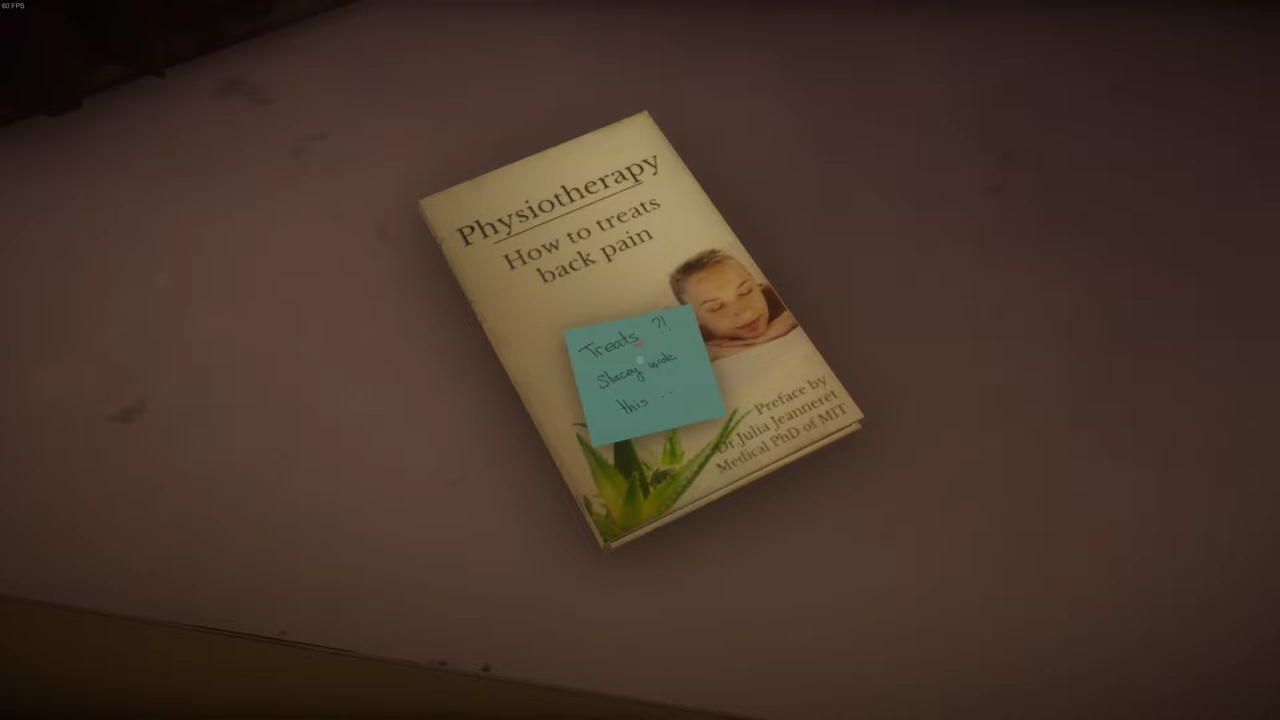 60 FPS
Physiotherapy
How to treats
back pain
Treats ?!
Stacey wrote
this ..
Preface by
Dr Julia Jeanneret
Medical PhD of MIT